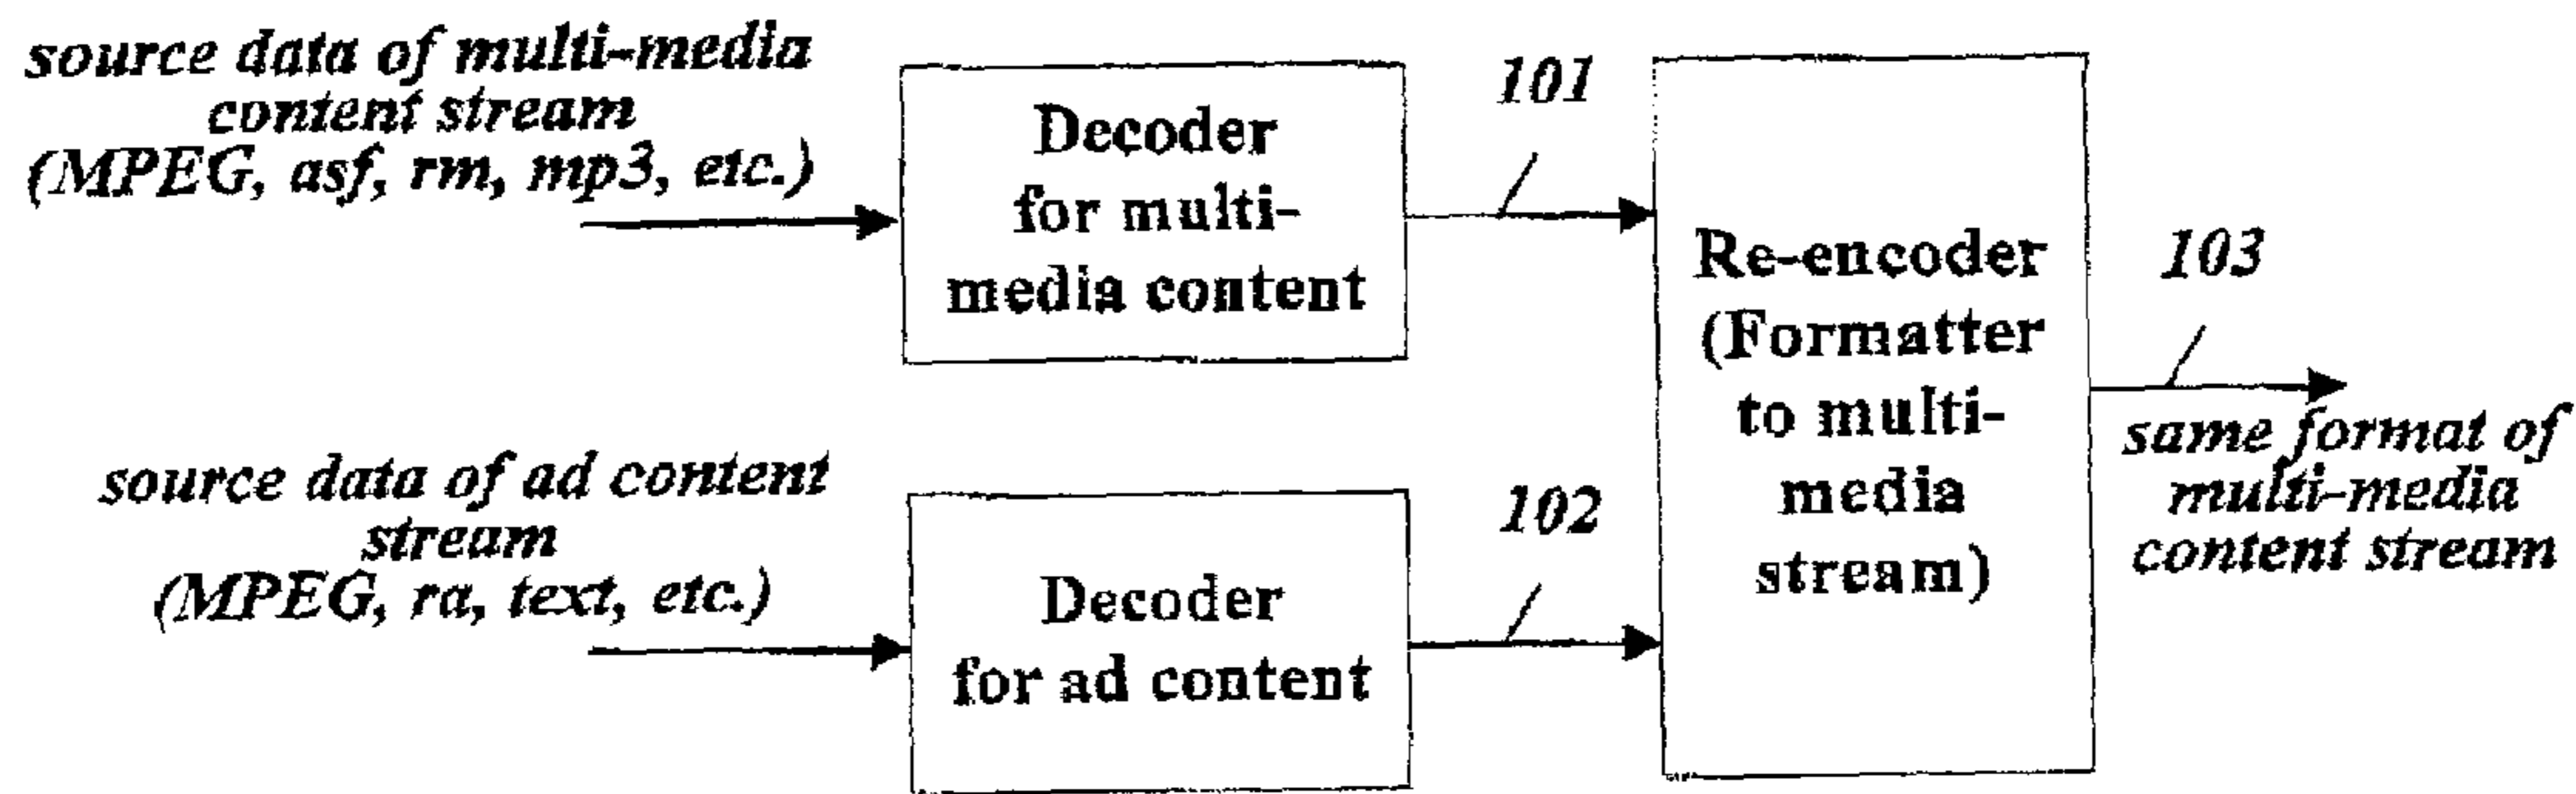 source data of multi-media
content stream
(MPEG, asf, rm, mp3, etc.)
Decoder
for multi-
media content
101
source data of ad content
stream
(MPEG, ra, text, etc.)
Decoder
for ad content
102
Re-encoder
(Formatter
to multi-
media
stream)
103
same format of
multi-media
content stream